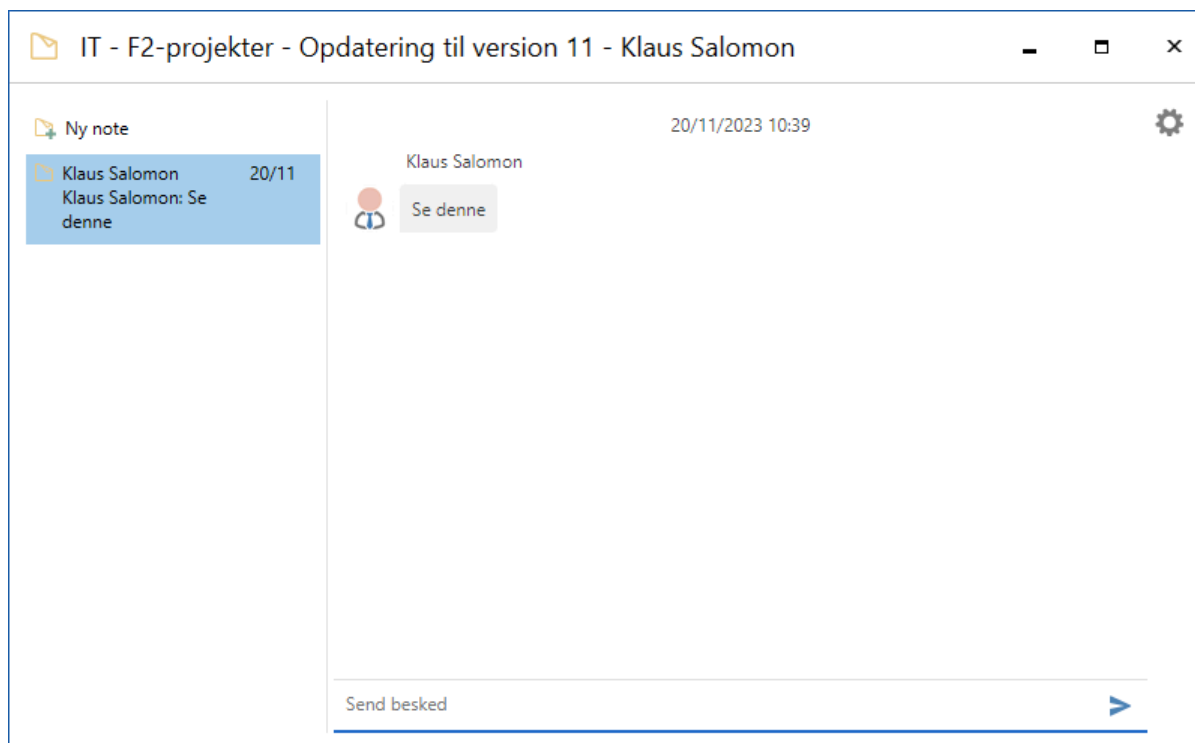 IT - F2-projekter - Opdatering til version 11 - Klaus Salomon
Ny note
Klaus Salomon 20/11
Klaus Salomon: Se
denne
20/11/2023 10:39
Klaus Salomon
Se denne
Send besked